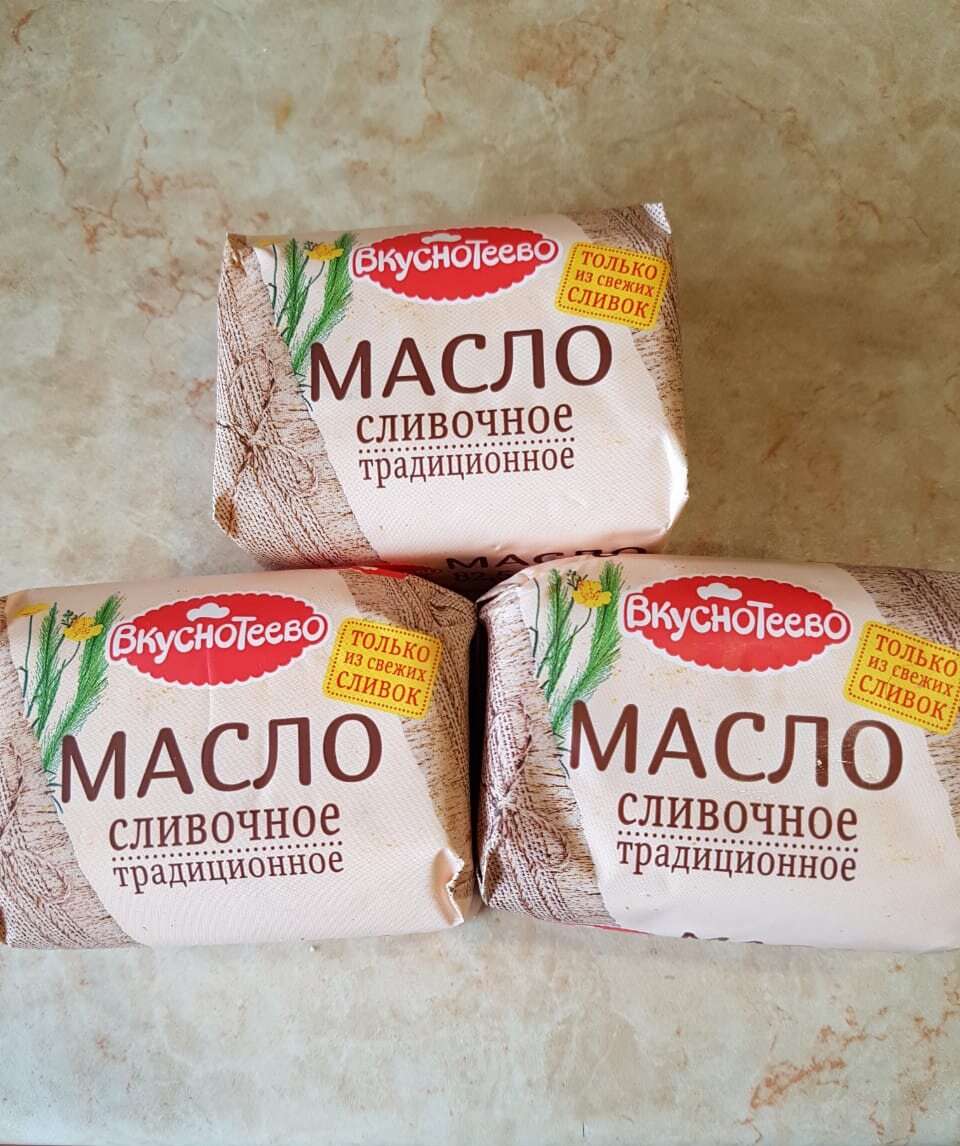 ВкусноТеево
ТОЛЬКО
ИЗ СВЕЖИХ
СЛИВОК
МАСЛО
сливочное
традиционное
МАСЛО
ВкусноТеево
ТОЛЬКО
ИЗ СВЕЖИХ
СЛИВОК
МАСЛО
сливочное
традиционное
ВкусноТеево
ТОЛЬКО
ИЗ СВЕЖИХ
СЛИВОК
МАСЛО
сливочное
традиционное